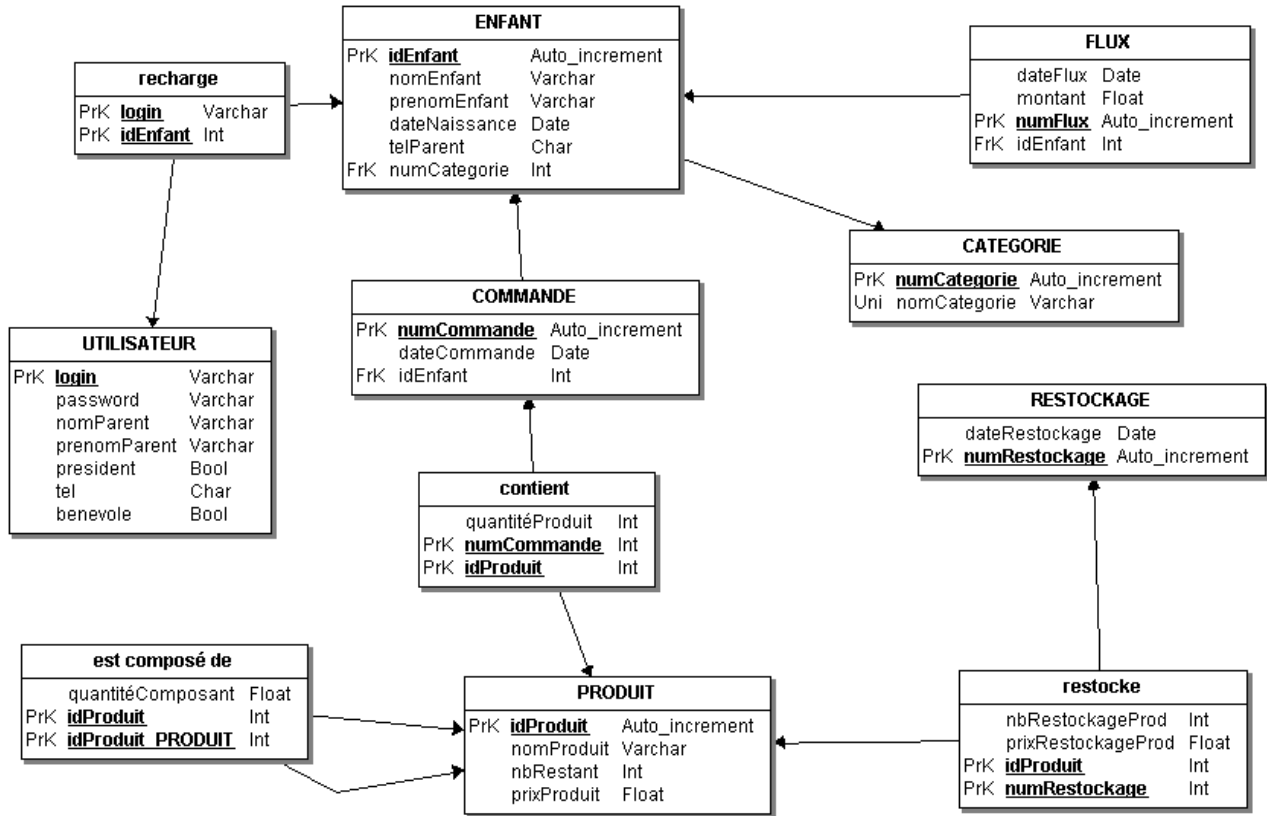 ENFANT
PrK idEnfant Auto_increment
nomEnfant Varchar
prenomEnfant Varchar
dateNaissance Date
telParent Char
FrK numCategorie Int
FLUX
dateFlux Date
montant Float
PrK numFlux Auto_increment
FrK idEnfant Int
recharge
PrK login Varchar
PrK idEnfant Int
CATEGORIE
PrK numCategorie Auto_increment
Uni nomCategorie Varchar
COMMANDE
PrK numCommande Auto_increment
dateCommande Date
FrK idEnfant Int
UTILISATEUR
PrK login Varchar
password Varchar
nomParent Varchar
prenomParent Varchar
president Bool
tel Char
benevole Bool
RESTOCKAGE
dateRestockage Date
PrK numRestockage Auto_increment
contient
quantitéProduit Int
PrK numCommande Int
PrK idProduit Int
est composé de
quantitéComposant Float
PrK idProduit Int
PrK idProduit_PRODUIT Int
PRODUIT
PrK idProduit Auto_increment
nomProduit Varchar
nbRestant Int
prixProduit Float
restocke
nbRestockageProd Int
prixRestockageProd Float
PrK idProduit Int
PrK numRestockage Int